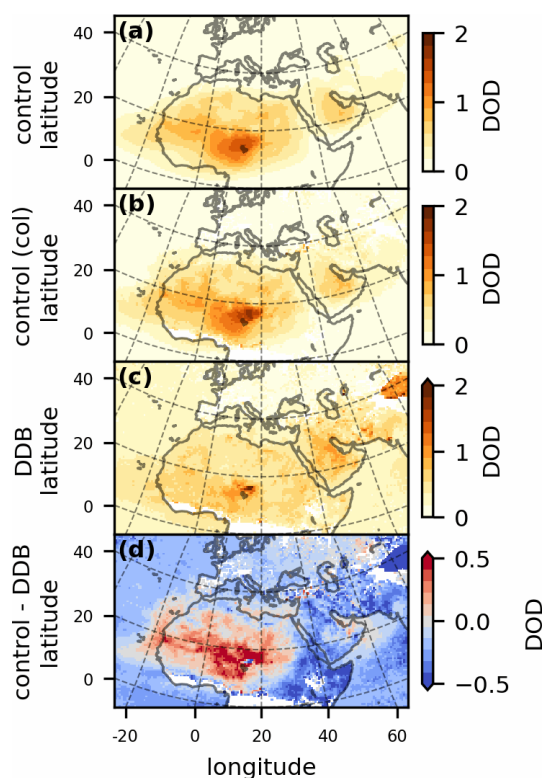 (a)
control
latitude
40
20
0
2
1
0
DOD
(b)
control (col)
latitude
40
20
0
2
1
0
DOD
(c)
DDB
latitude
40
20
0
2
1
0
DOD
(d)
control - DDB
latitude
40
20
0
0.5
0.0
−0.5
DOD
-20 0 20 40 60
longitude